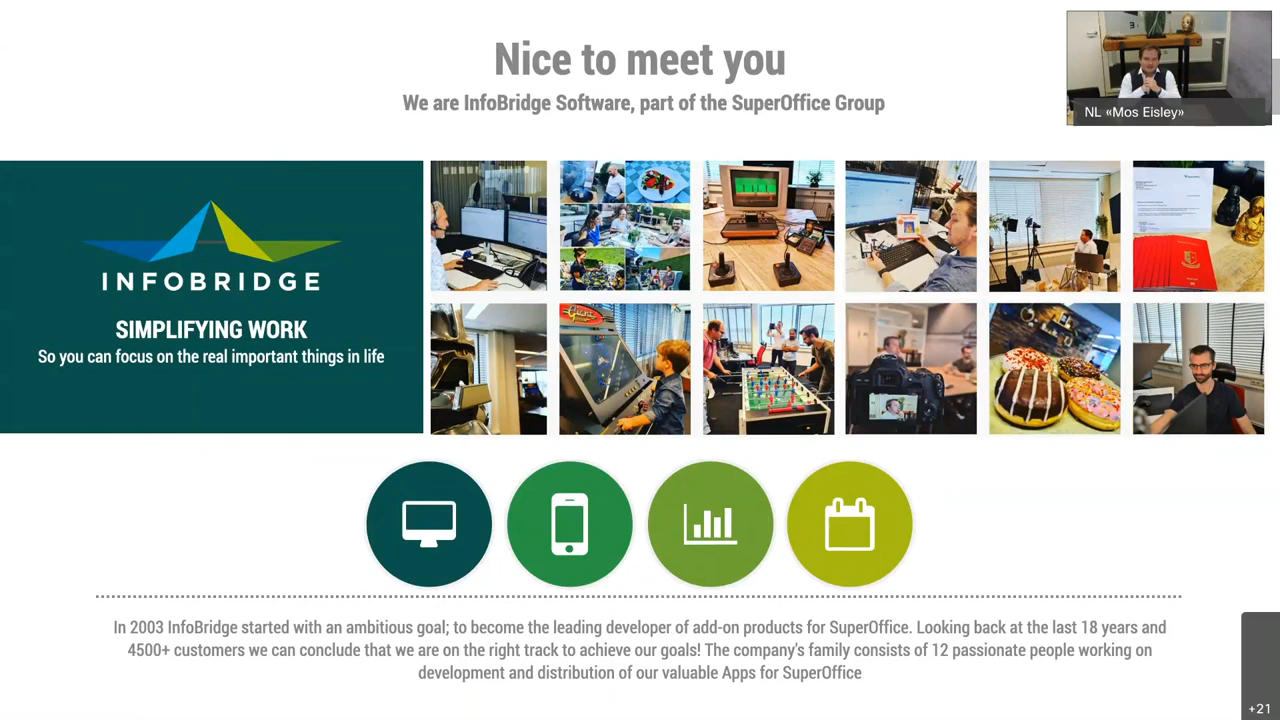 Nice to meet you
We are InfoBridge Software, part of the SuperOffice Group
NL «Mos Eisley»
INFOBRIDGE
SIMPLIFYING WORK
So you can focus on the real important things in life
In 2003 InfoBridge started with an ambitious goal; to become the leading developer of add-on products for SuperOffice. Looking back at the last 18 years and
4500+ customers we can conclude that we are on the right track to achieve our goals! The company's family consists of 12 passionate people working on
development and distribution of our valuable Apps for SuperOffice
+21